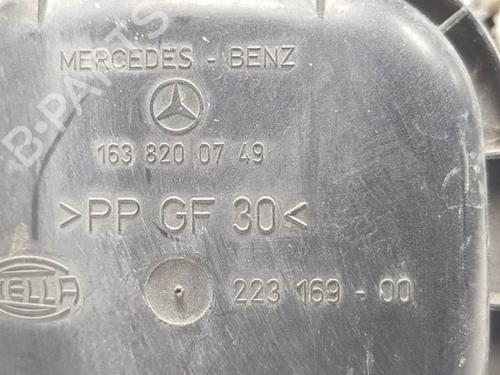 MERCEDES - BENZ
163 820 07 49
>PP GF 30<
HELLA
223 169 - 00
B-PARTS